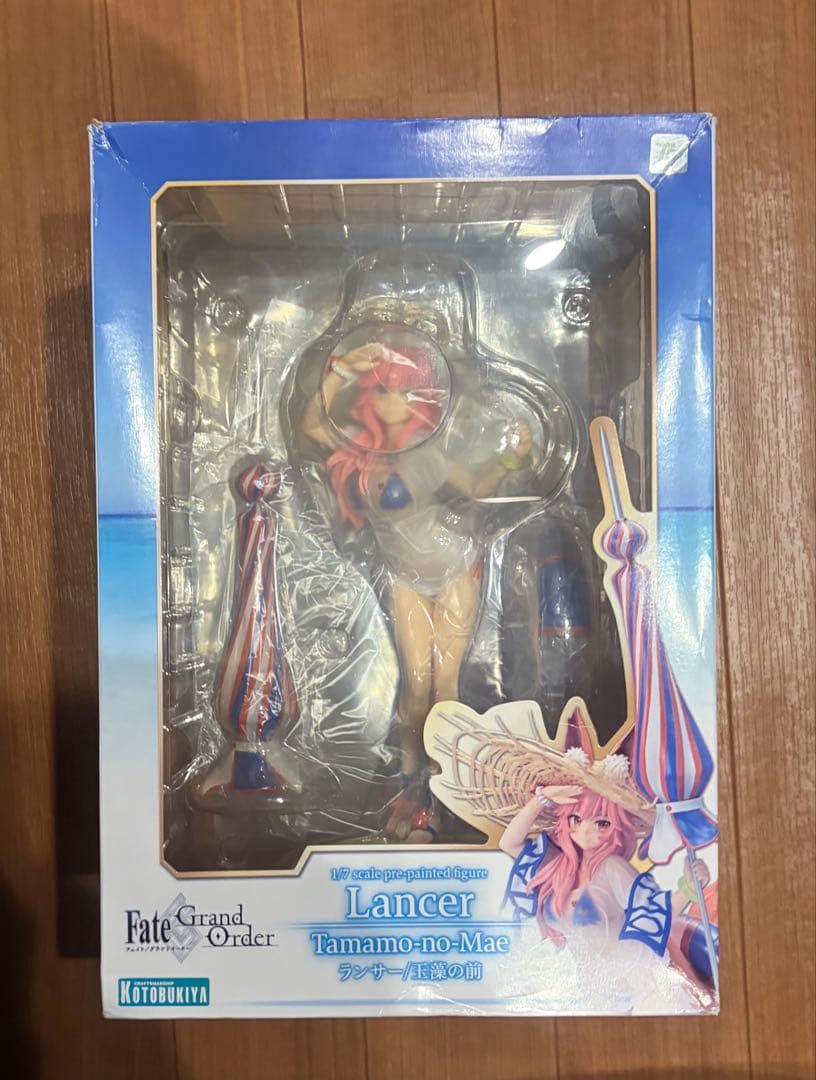 1/7 scale pre-painted figure
Lancer
Tamamo-no-Mae
ランサー/玉藻の前
Fate Grand Order
フェイト/グランドオーダー
CRAFTSMANSHIP
KOTOBUKIYA